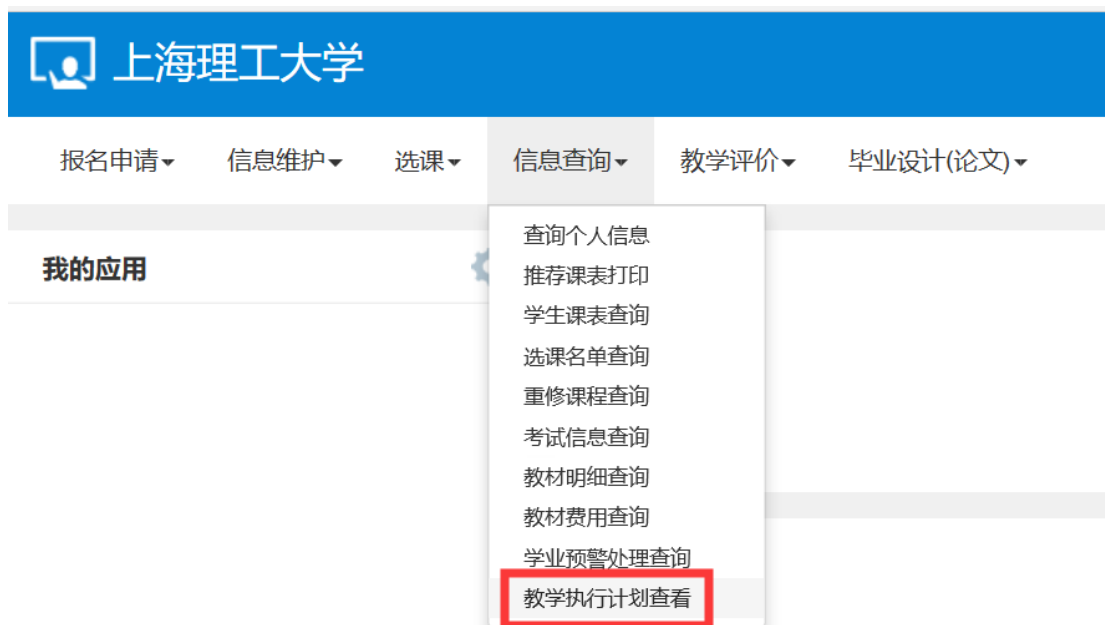 上海理工大学
报名申请 信息维护 选课 信息查询 教学评价 毕业设计(论文)
我的应用
查询个人信息
推荐课表打印
学生课表查询
选课名单查询
重修课程查询
考试信息查询
教材明细查询
教材费用查询
学业预警处理查询
教学执行计划查看